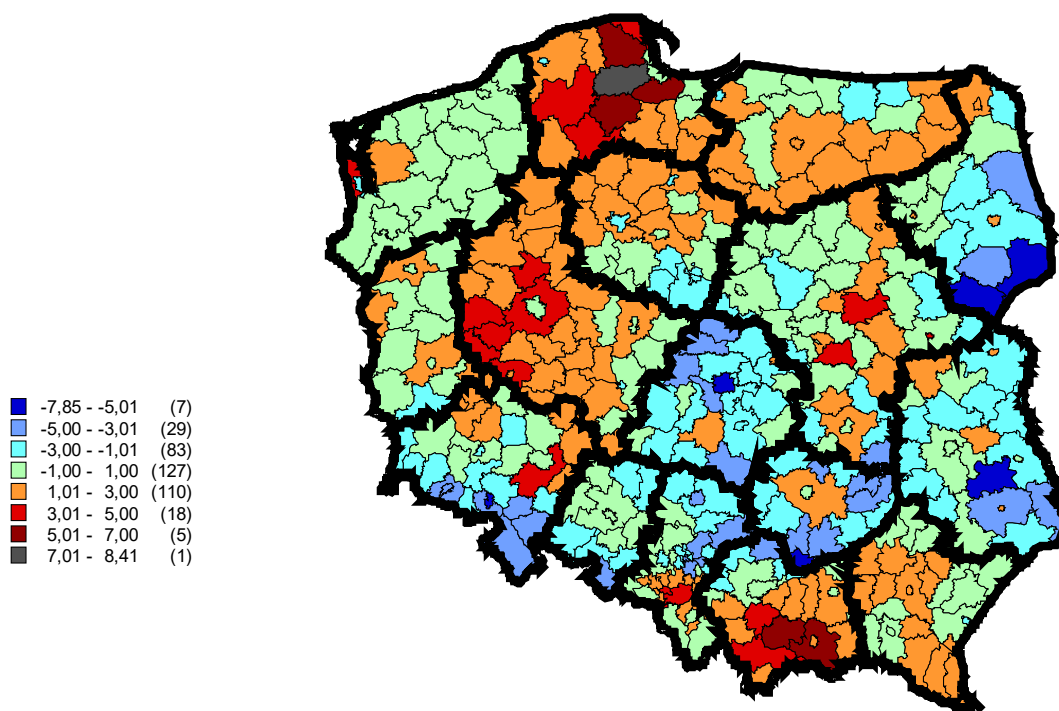 -7,85 - -5,01 (7)
-5,00 - -3,01 (29)
-3,00 - -1,01 (83)
-1,00 - 1,00 (127)
1,01 - 3,00 (110)
3,01 - 5,00 (18)
5,01 - 7,00 (5)
7,01 - 8,41 (1)